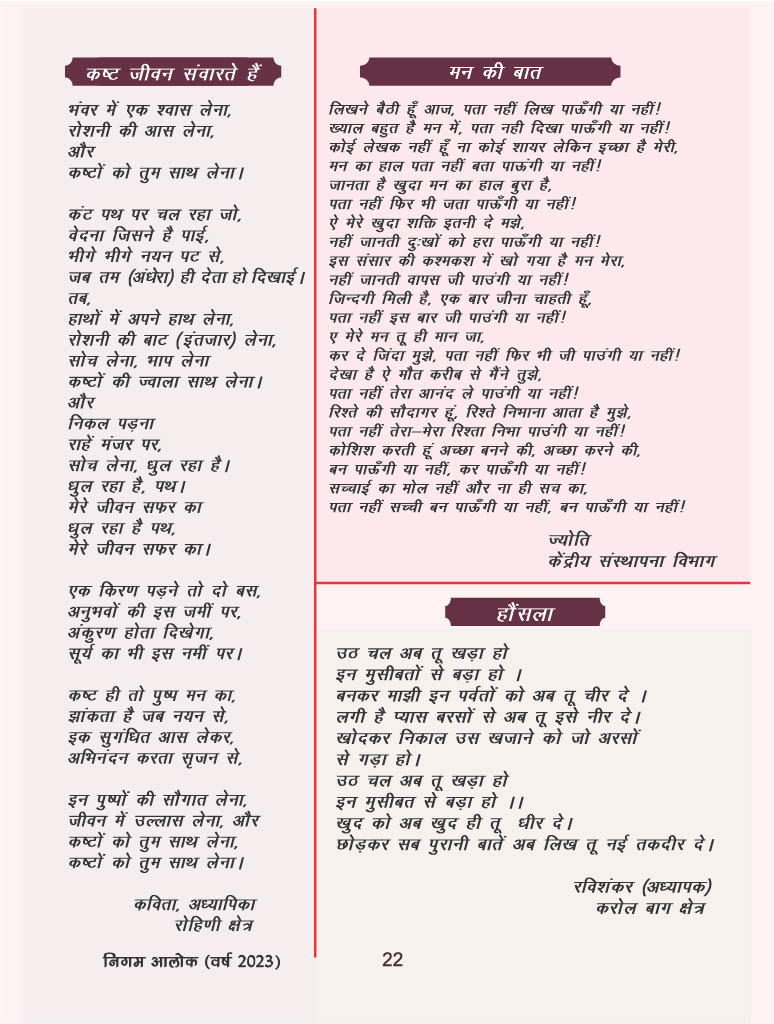 कष्ट जीवन संवारते हैं
भंवर में एक श्वास लेना,
रोशनी की आस लेना,
और
कष्टों को तुम साथ लेना।
कंट पथ पर चल रहा जो,
वेदना जिसने है पाई,
भीगे भीगे नयन पट से,
जब तम (अंधेरा) ही देता हो दिखाई।
तब,
हाथों में अपने हाथ लेना,
रोशनी की बाट (इंतजार) लेना,
सोच लेना, भाप लेना
कष्टों की ज्वाला साथ लेना।
और
निकल पड़ना
राहें मंजर पर,
सोच लेना, धुल रहा है।
धुल रहा है, पथ।
मेरे जीवन सफर का
धुल रहा है पथ,
मेरे जीवन सफर का।
एक किरण पड़ने तो दो बस,
अनुभवों की इस जमीं पर,
अंकुरण होता दिखेगा,
सूर्य का भी इस नमीं पर।
कष्ट ही तो पुष्प मन का,
झांकता है जब नयन से,
इक सुगंधित आस लेकर,
अभिनंदन करता सृजन से,
इन पुष्पों की सौगात लेना,
जीवन में उल्लास लेना, और
कष्टों को तुम साथ लेना,
कष्टों को तुम साथ लेना।
कविता, अध्यापिका
रोहिणी क्षेत्र
मन की बात
लिखने बैठी हूँ आज, पता नहीं लिख पाऊँगी या नहीं!
ख्याल बहुत है मन में, पता नही दिखा पाऊँगी या नहीं!
कोई लेखक नहीं हूँ ना कोई शायर लेकिन इच्छा है मेरी,
मन का हाल पता नहीं बता पाऊंगी या नहीं!
जानता है खुदा मन का हाल बुरा है,
पता नहीं फिर भी जता पाऊँगी या नहीं!
ऐ मेरे खुदा शक्ति इतनी दे मझे,
नहीं जानती दुःखों को हरा पाऊँगी या नहीं!
इस संसार की कश्मकश में खो गया है मन मेरा,
नहीं जानती वापस जी पाउंगी या नहीं!
जिन्दगी मिली है, एक बार जीना चाहती हूँ,
पता नहीं इस बार जी पाउंगी या नहीं!
ए मेरे मन तू ही मान जा,
कर दे जिंदा मुझे, पता नहीं फिर भी जी पाउंगी या नहीं!
देखा है ऐ मौत करीब से मैंने तुझे,
पता नहीं तेरा आनंद ले पाउंगी या नहीं!
रिश्ते की सौदागर हूं, रिश्ते निभाना आता है मुझे,
पता नहीं तेरा–मेरा रिश्ता निभा पाउंगी या नहीं!
कोशिश करती हूं अच्छा बनने की, अच्छा करने की,
बन पाऊँगी या नहीं, कर पाऊँगी या नहीं!
सच्चाई का मोल नहीं और ना ही सच का,
पता नहीं सच्ची बन पाऊँगी या नहीं, बन पाऊँगी या नहीं!
ज्योति
केंद्रीय संस्थापना विभाग
हौंसला
उठ चल अब तू खड़ा हो
इन मुसीबतों से बड़ा हो ।
बनकर माझी इन पर्वतों को अब तू चीर दे ।
लगी है प्यास बरसों से अब तू इसे नीर दे।
खोदकर निकाल उस खजाने को जो अरसों
से गड़ा हो।
उठ चल अब तू खड़ा हो
इन मुसीबत से बड़ा हो ।।
खुद को अब खुद ही तू धीर दे।
छोड़कर सब पुरानी बातें अब लिख तू नई तकदीर दे।
रविशंकर (अध्यापक)
करोल बाग क्षेत्र
निगम आलोक (वर्ष 2023)
22